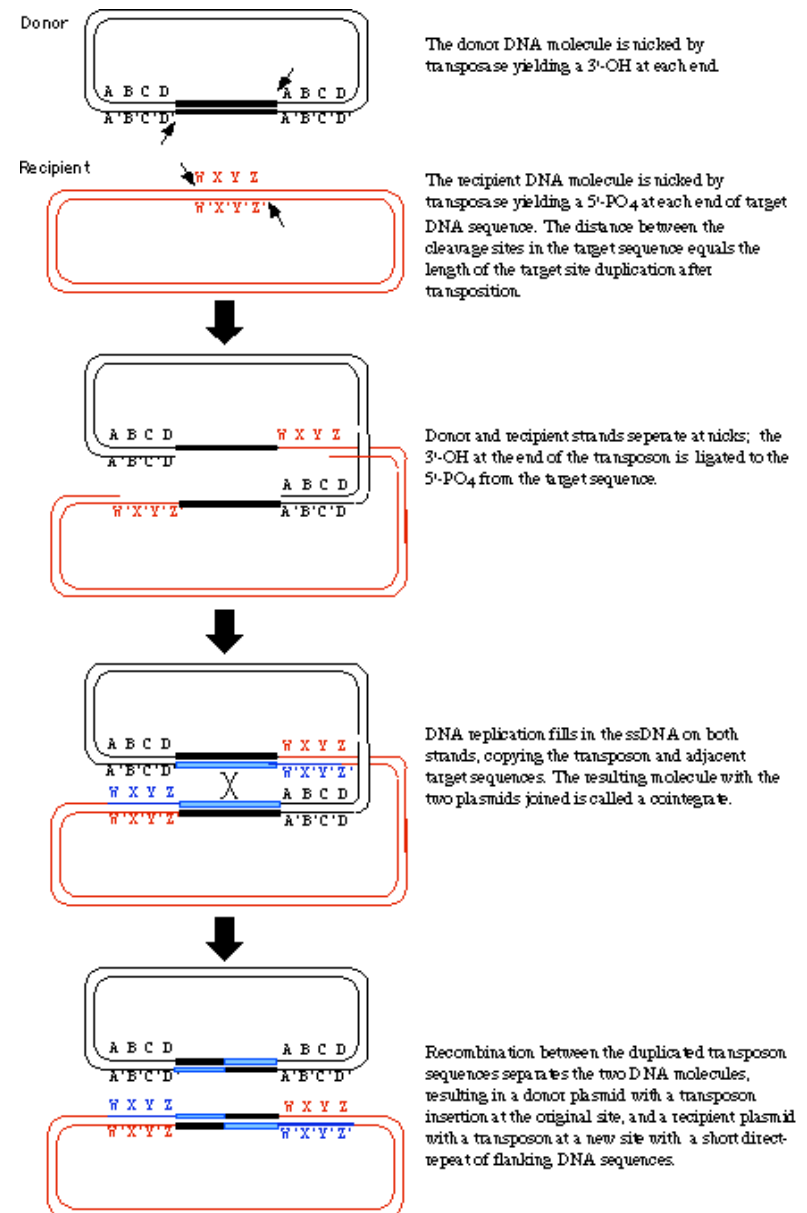 Donor
The donor DNA molecule is nicked by
transposase yielding a 3'-OH at each end.
A B C D A B C D
A'B'C'D' A'B'C'D'
Recipient
W X Y Z
W'X'Y'Z'
The recipient DNA molecule is nicked by
transposase yielding a 5'-PO4 at each end of target
DNA sequence. The distance between the
cleavage sites in the target sequence equals the
length of the target site duplication after
transposition.
A B C D W X Y Z
A'B'C'D'
A B C D
W'X'Y'Z' A'B'C'D'
Donor and recipient strands seperate at nicks; the
3'-OH at the end of the transposon is ligated to the
5'-PO4 from the target sequence.
A B C D W X Y Z
A'B'C'D' W'X'Y'Z'
W X Y Z A B C D
W'X'Y'Z' A'B'C'D'
DNA replication fills in the ssDNA on both
strands, copying the transposon and adjacent
target sequences. The resulting molecule with the
two plasmids joined is called a cointegrate.
A B C D A B C D
A'B'C'D' A'B'C'D'
W X Y Z W X Y Z
W'X'Y'Z' W'X'Y'Z'
Recombination between the duplicated transposon
sequences separates the two DNA molecules,
resulting in a donor plasmid with a transposon
insertion at the original site, and a recipient plasmid
with a transposon at a new site with a short direct-
repeat of flanking DNA sequences.